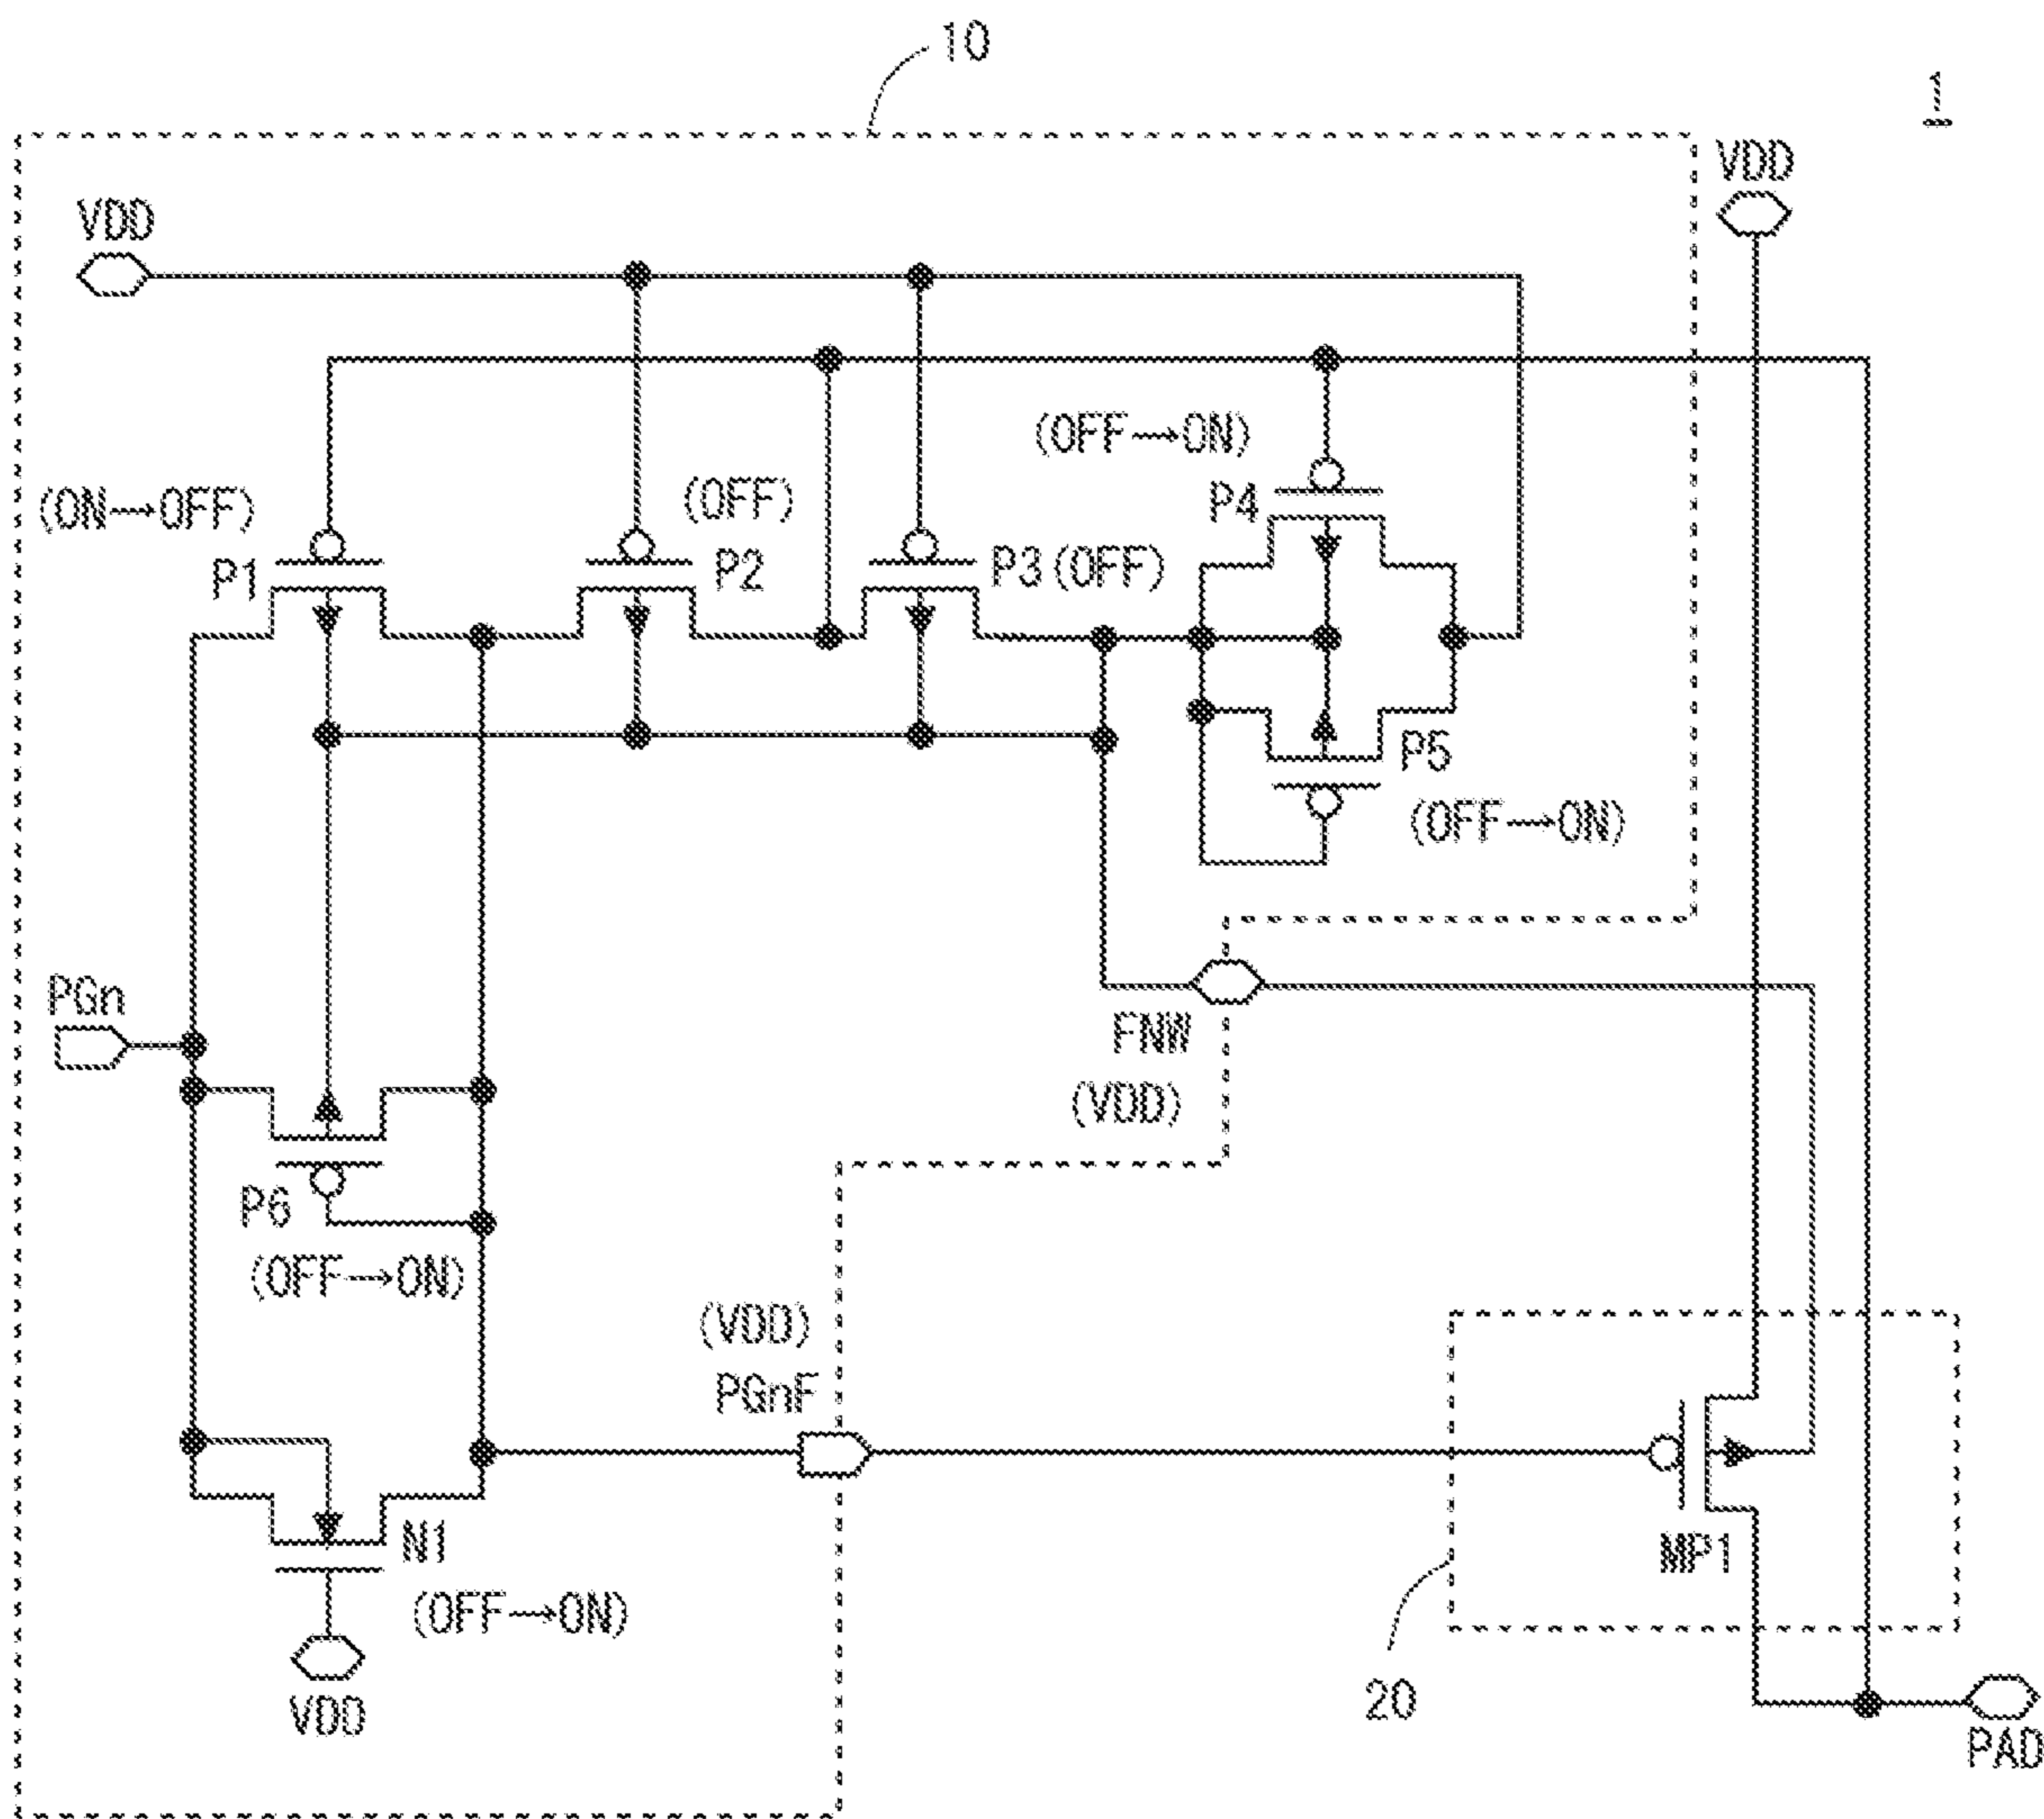 10
1
VDD
VDD
(OFF→ON)
(ON→OFF)
(OFF)
P4
P1
P2
P3(OFF)
P5
(OFF→ON)
PGn
FNW
(VDD)
P6
(OFF→ON)
(VDD)
PGnF
N1
MP1
(OFF→ON)
20
VDD
PAD